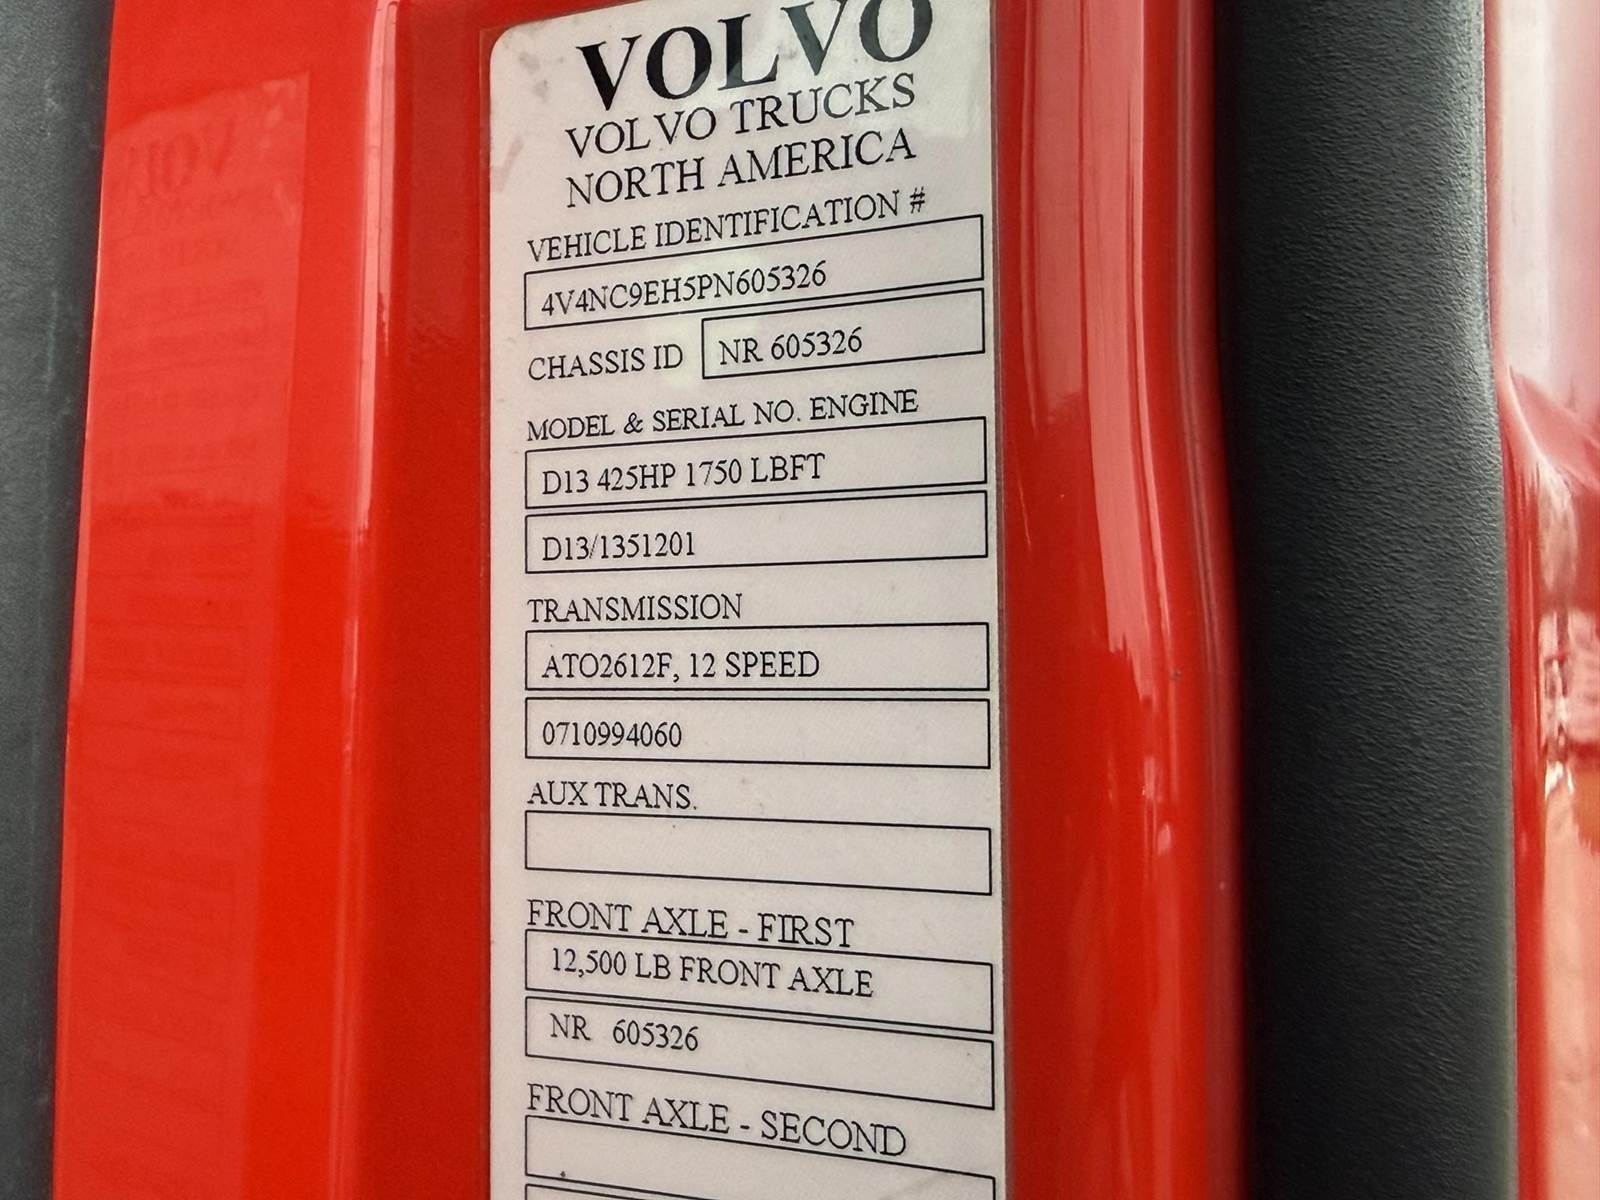 VOLVO
VOLVO TRUCKS
NORTH AMERICA
VEHICLE IDENTIFICATION #
4V4NC9EH5PN605326
CHASSIS ID NR 605326
MODEL & SERIAL NO. ENGINE
D13 425HP 1750 LBFT
D13/1351201
TRANSMISSION
ATO2612F, 12 SPEED
0710994060
AUX TRANS.
FRONT AXLE - FIRST
12,500 LB FRONT AXLE
NR 605326
FRONT AXLE - SECOND